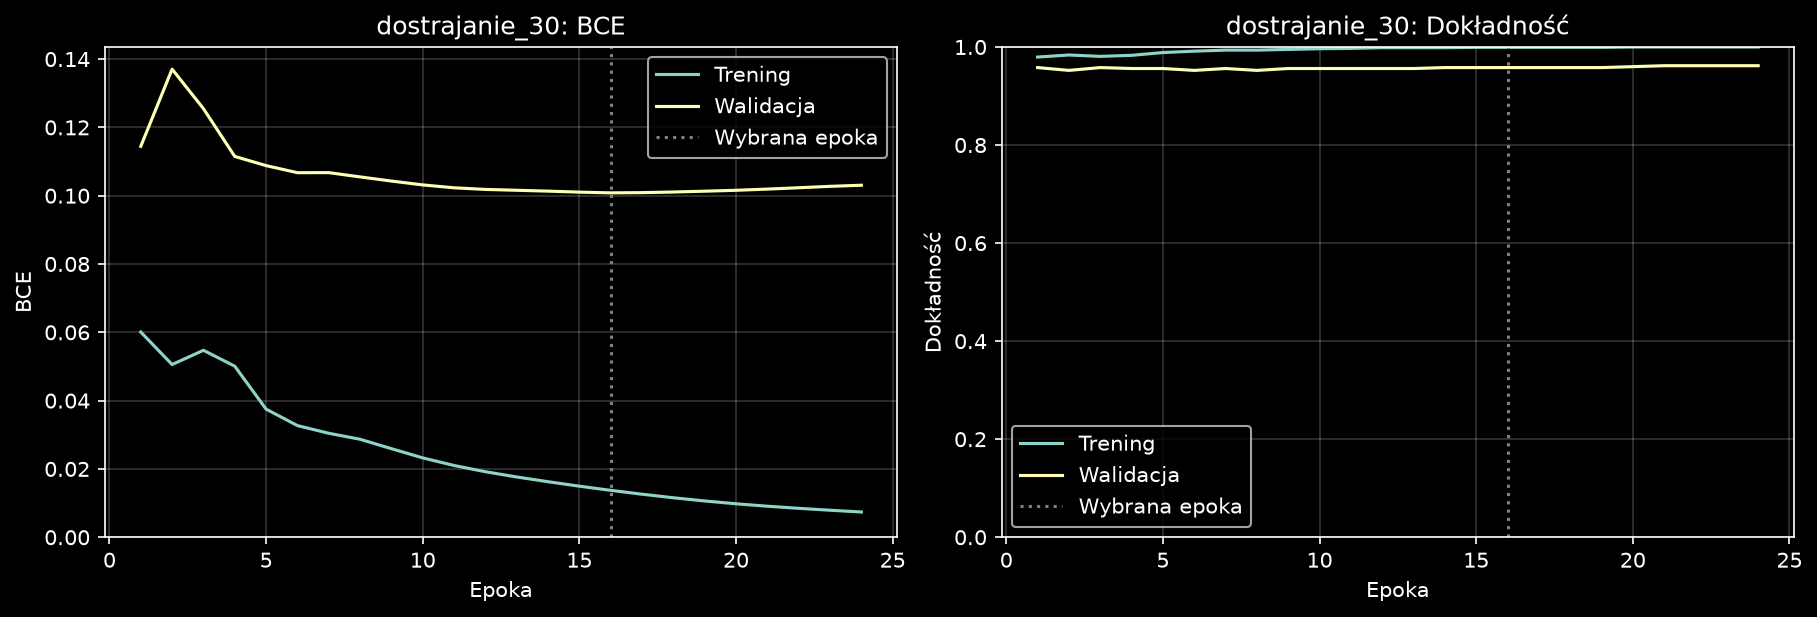 dostrajanie_30: BCE
0.14
0.12
0.10
0.08
0.06
0.04
0.02
0.00
BCE
Trening
Walidacja
Wybrana epoka
0 5 10 15 20 25
Epoka
dostrajanie_30: Dokładność
1.0
0.8
0.6
0.4
0.2
0.0
Dokładność
Trening
Walidacja
Wybrana epoka
0 5 10 15 20 25
Epoka